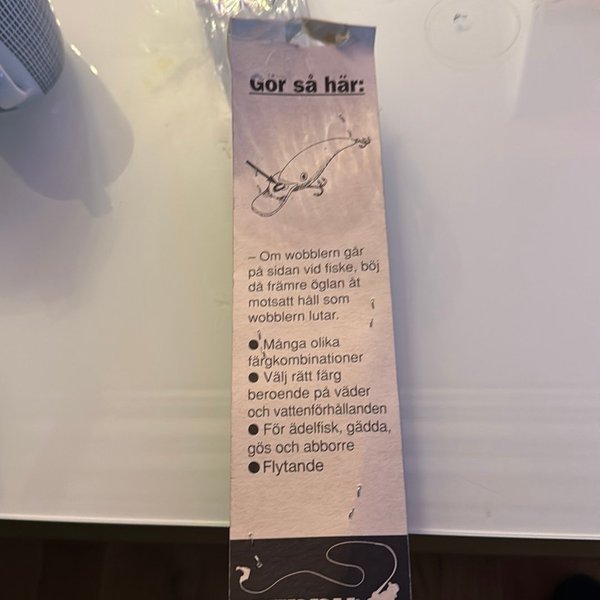 Gör så här:
– Om wobblern går
på sidan vid fiske, böj
då främre öglan åt
motsatt håll som
wobblern lutar.
● Många olika
färgkombinationer
● Välj rätt färg
beroende på väder
och vattenförhållanden
● För ädelfisk, gädda,
gös och abborre
● Flytande